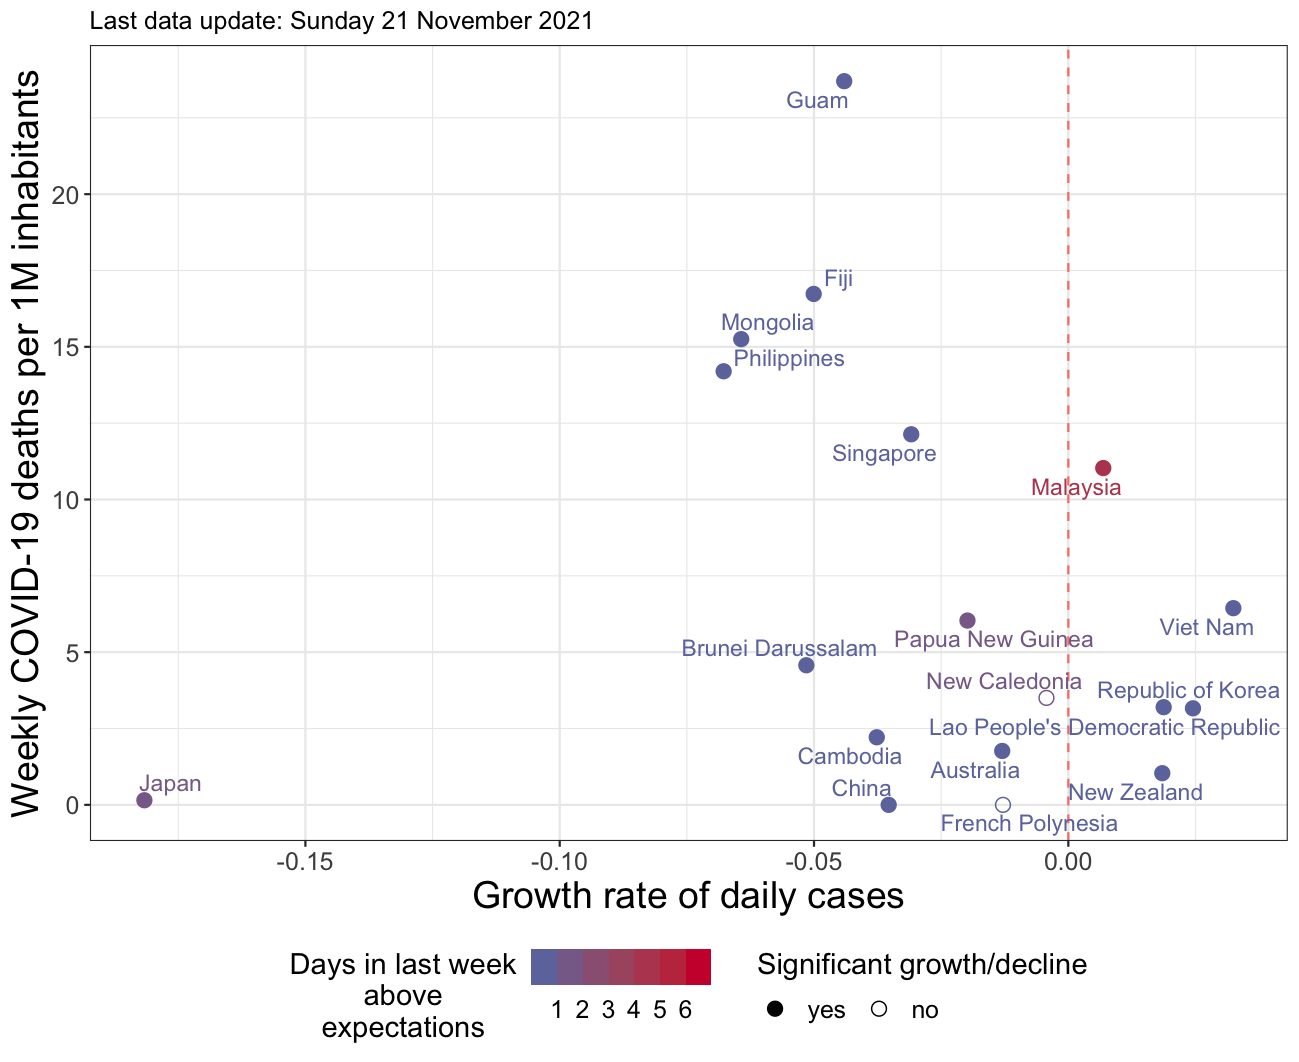 Last data update: Sunday 21 November 2021
Weekly COVID-19 deaths per 1M inhabitants
20
15
10
5
0
Guam
Fiji
Mongolia
Philippines
Singapore
Malaysia
Viet Nam
Papua New Guinea
Brunei Darussalam
New Caledonia
Republic of Korea
Lao People's Democratic Republic
Cambodia
Australia
Japan
China
New Zealand
French Polynesia
-0.15 -0.10 -0.05 0.00
Growth rate of daily cases
Days in last week
above
expectations
1 2 3 4 5 6
Significant growth/decline
yes no